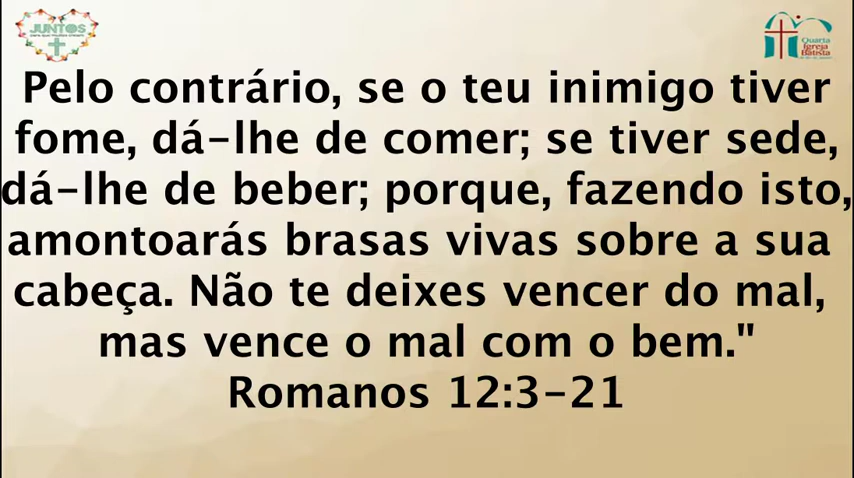 JUNTOS
Quarta
Igreja
Batista
Pelo contrário, se o teu inimigo tiver
fome, dá-lhe de comer; se tiver sede,
dá-lhe de beber; porque, fazendo isto,
amontoarás brasas vivas sobre a sua
cabeça. Não te deixes vencer do mal,
mas vence o mal com o bem."
Romanos 12:3-21